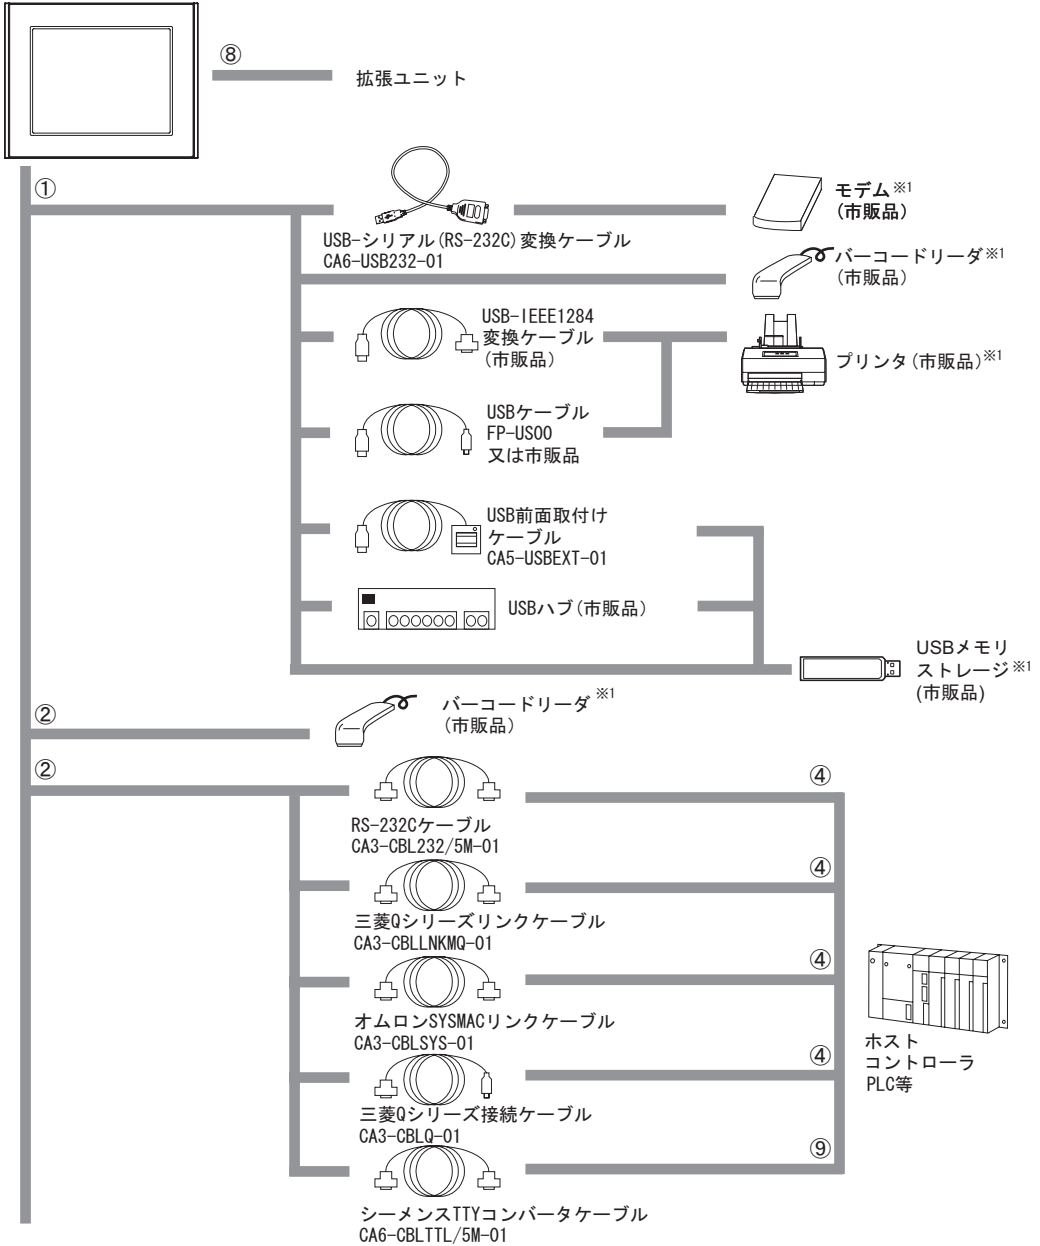 ⑧
拡張ユニット
①
モデム※1
(市販品)
USB-シリアル(RS-232C)変換ケーブル
CA6-USB232-01
バーコードリーダ※1
(市販品)
USB-IEEE1284
変換ケーブル
(市販品)
プリンタ(市販品)※1
USBケーブル
FP-US00
又は市販品
USB前面取付け
ケーブル
CA5-USBEXT-01
USBハブ(市販品)
USBメモリ
ストレージ※1
(市販品)
②
バーコードリーダ※1
(市販品)
②
④
RS-232Cケーブル
CA3-CBL232/5M-01
④
三菱Qシリーズリンクケーブル
CA3-CBLLNKMQ-01
④
オムロンSYSMACリンクケーブル
CA3-CBLSYS-01
ホスト
コントローラ
PLC等
④
三菱Qシリーズ接続ケーブル
CA3-CBLQ-01
⑨
シーメンスTTYコンバータケーブル
CA6-CBLTTL/5M-01